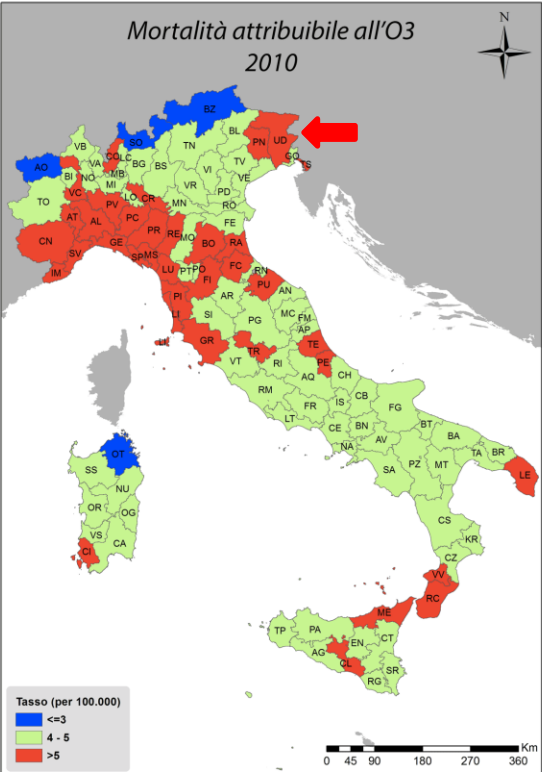 Mortalità attribuibile all'O3
2010
N
BZ
SO
BL
PN
UD
VB
TN
CO
LC
AO
VA
BG
BS
VI
TV
GO
TS
BI
NO
MB
MI
VR
PD
VE
VC
TO
LO
CR
MN
RO
PV
AT
AL
PC
PR
RE
MO
FE
CN
GE
BO
RA
SV
SP
MS
IM
LU
PT
PO
FI
FC
RN
PU
PI
AR
AN
LI
SI
MC
FM
AP
PG
GR
LI
TR
TE
VT
RI
PE
AQ
CH
RM
CB
IS
FG
FR
LT
BT
CE
BN
BA
NA
AV
TA
BR
PZ
MT
SA
LE
OT
SS
NU
OR
OG
VS
CI
CA
CS
KR
CZ
VV
RC
ME
TP
PA
EN
CT
AG
CL
SR
RG
Tasso (per 100.000)
<=3
4 - 5
>5
Km
0 45 90 180 270 360